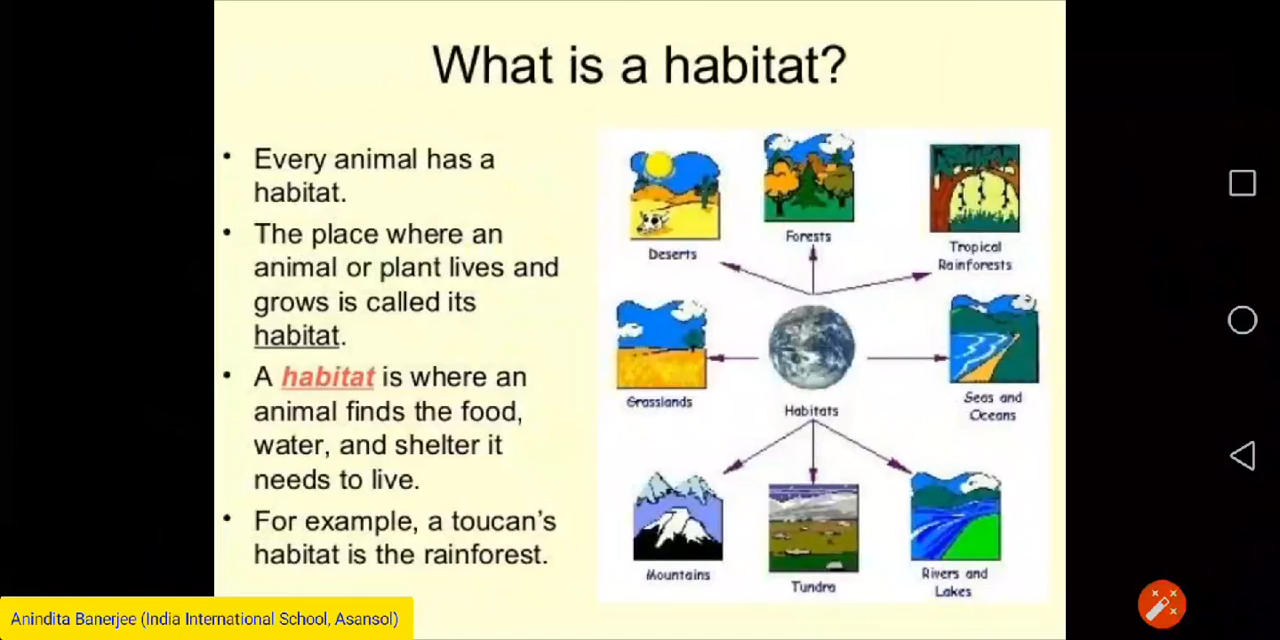 What is a habitat?
• Every animal has a
habitat.
• The place where an
animal or plant lives and
grows is called its
habitat.
• A habitat is where an
animal finds the food,
water, and shelter it
needs to live.
• For example, a toucan's
habitat is the rainforest.
Deserts
Forests
Tropical
Rainforests
Grasslands
Habitats
Seas and
Oceans
Mountains
Tundra
Rivers and
Lakes
Anindita Banerjee (India International School, Asansol)